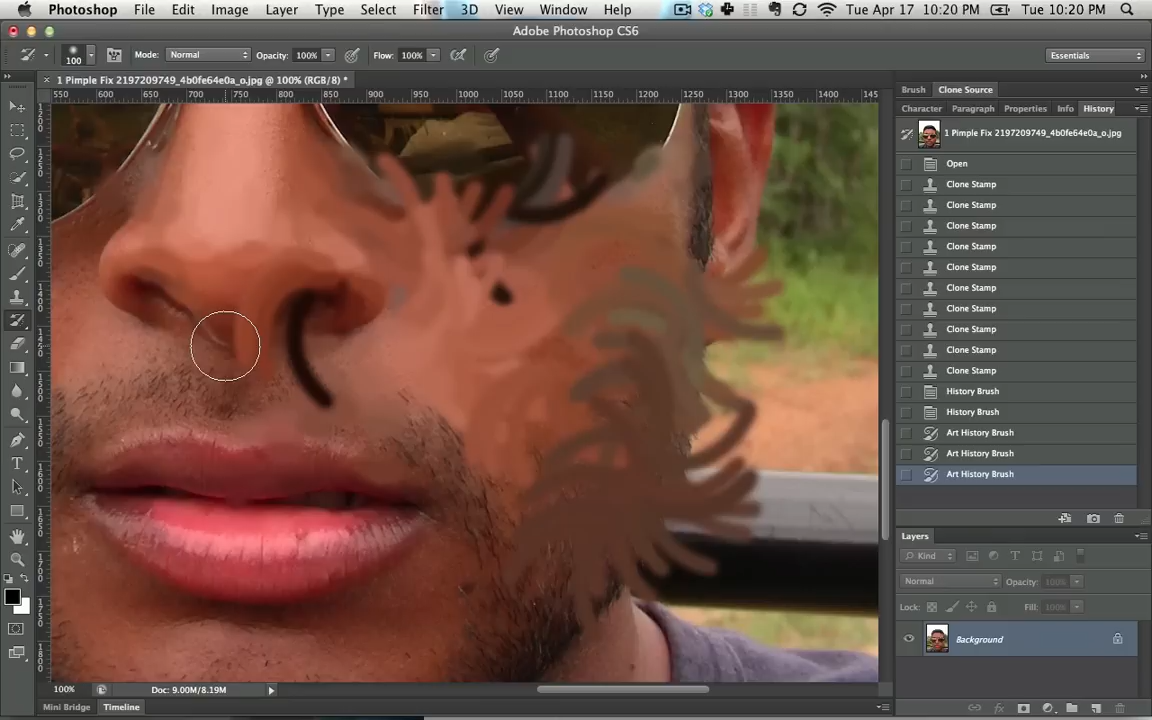 Photoshop File Edit Image Layer Type Select Filter 3D View Window Help Tue Apr 17 10:20 PM Tue 10:20 PM
Adobe Photoshop CS6
100 Mode: Normal Opacity: 100% Flow: 100% Essentials
1 Pimple Fix 2197209749_4b0fe64e0a_o.jpg @ 100% (RGB/8) *
Brush Clone Source
550 600 650 700 750 800 850 900 950 1000 1050 1100 1150 1200 1250 1300 1350 1400 145
Character Paragraph Properties Info History
1 Pimple Fix 2197209749_4b0fe64e0a_o.jpg
Open
Clone Stamp
Clone Stamp
Clone Stamp
Clone Stamp
Clone Stamp
Clone Stamp
Clone Stamp
Clone Stamp
Clone Stamp
Clone Stamp
History Brush
History Brush
Art History Brush
Art History Brush
Art History Brush
Layers
Kind
Normal Opacity: 100%
Lock: Fill: 100%
Background
100% Doc: 9.00M/8.19M
Mini Bridge Timeline